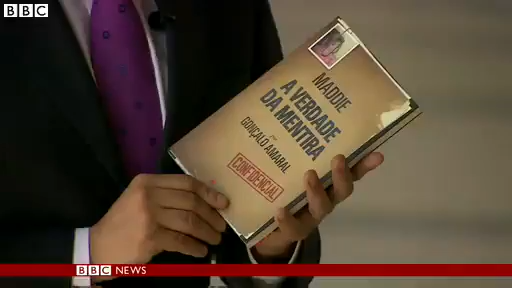 BBC
MADDIE
A VERDADE
DA MENTIRA
por
GONÇALO AMARAL
CONFIDENCIAL
BBC NEWS